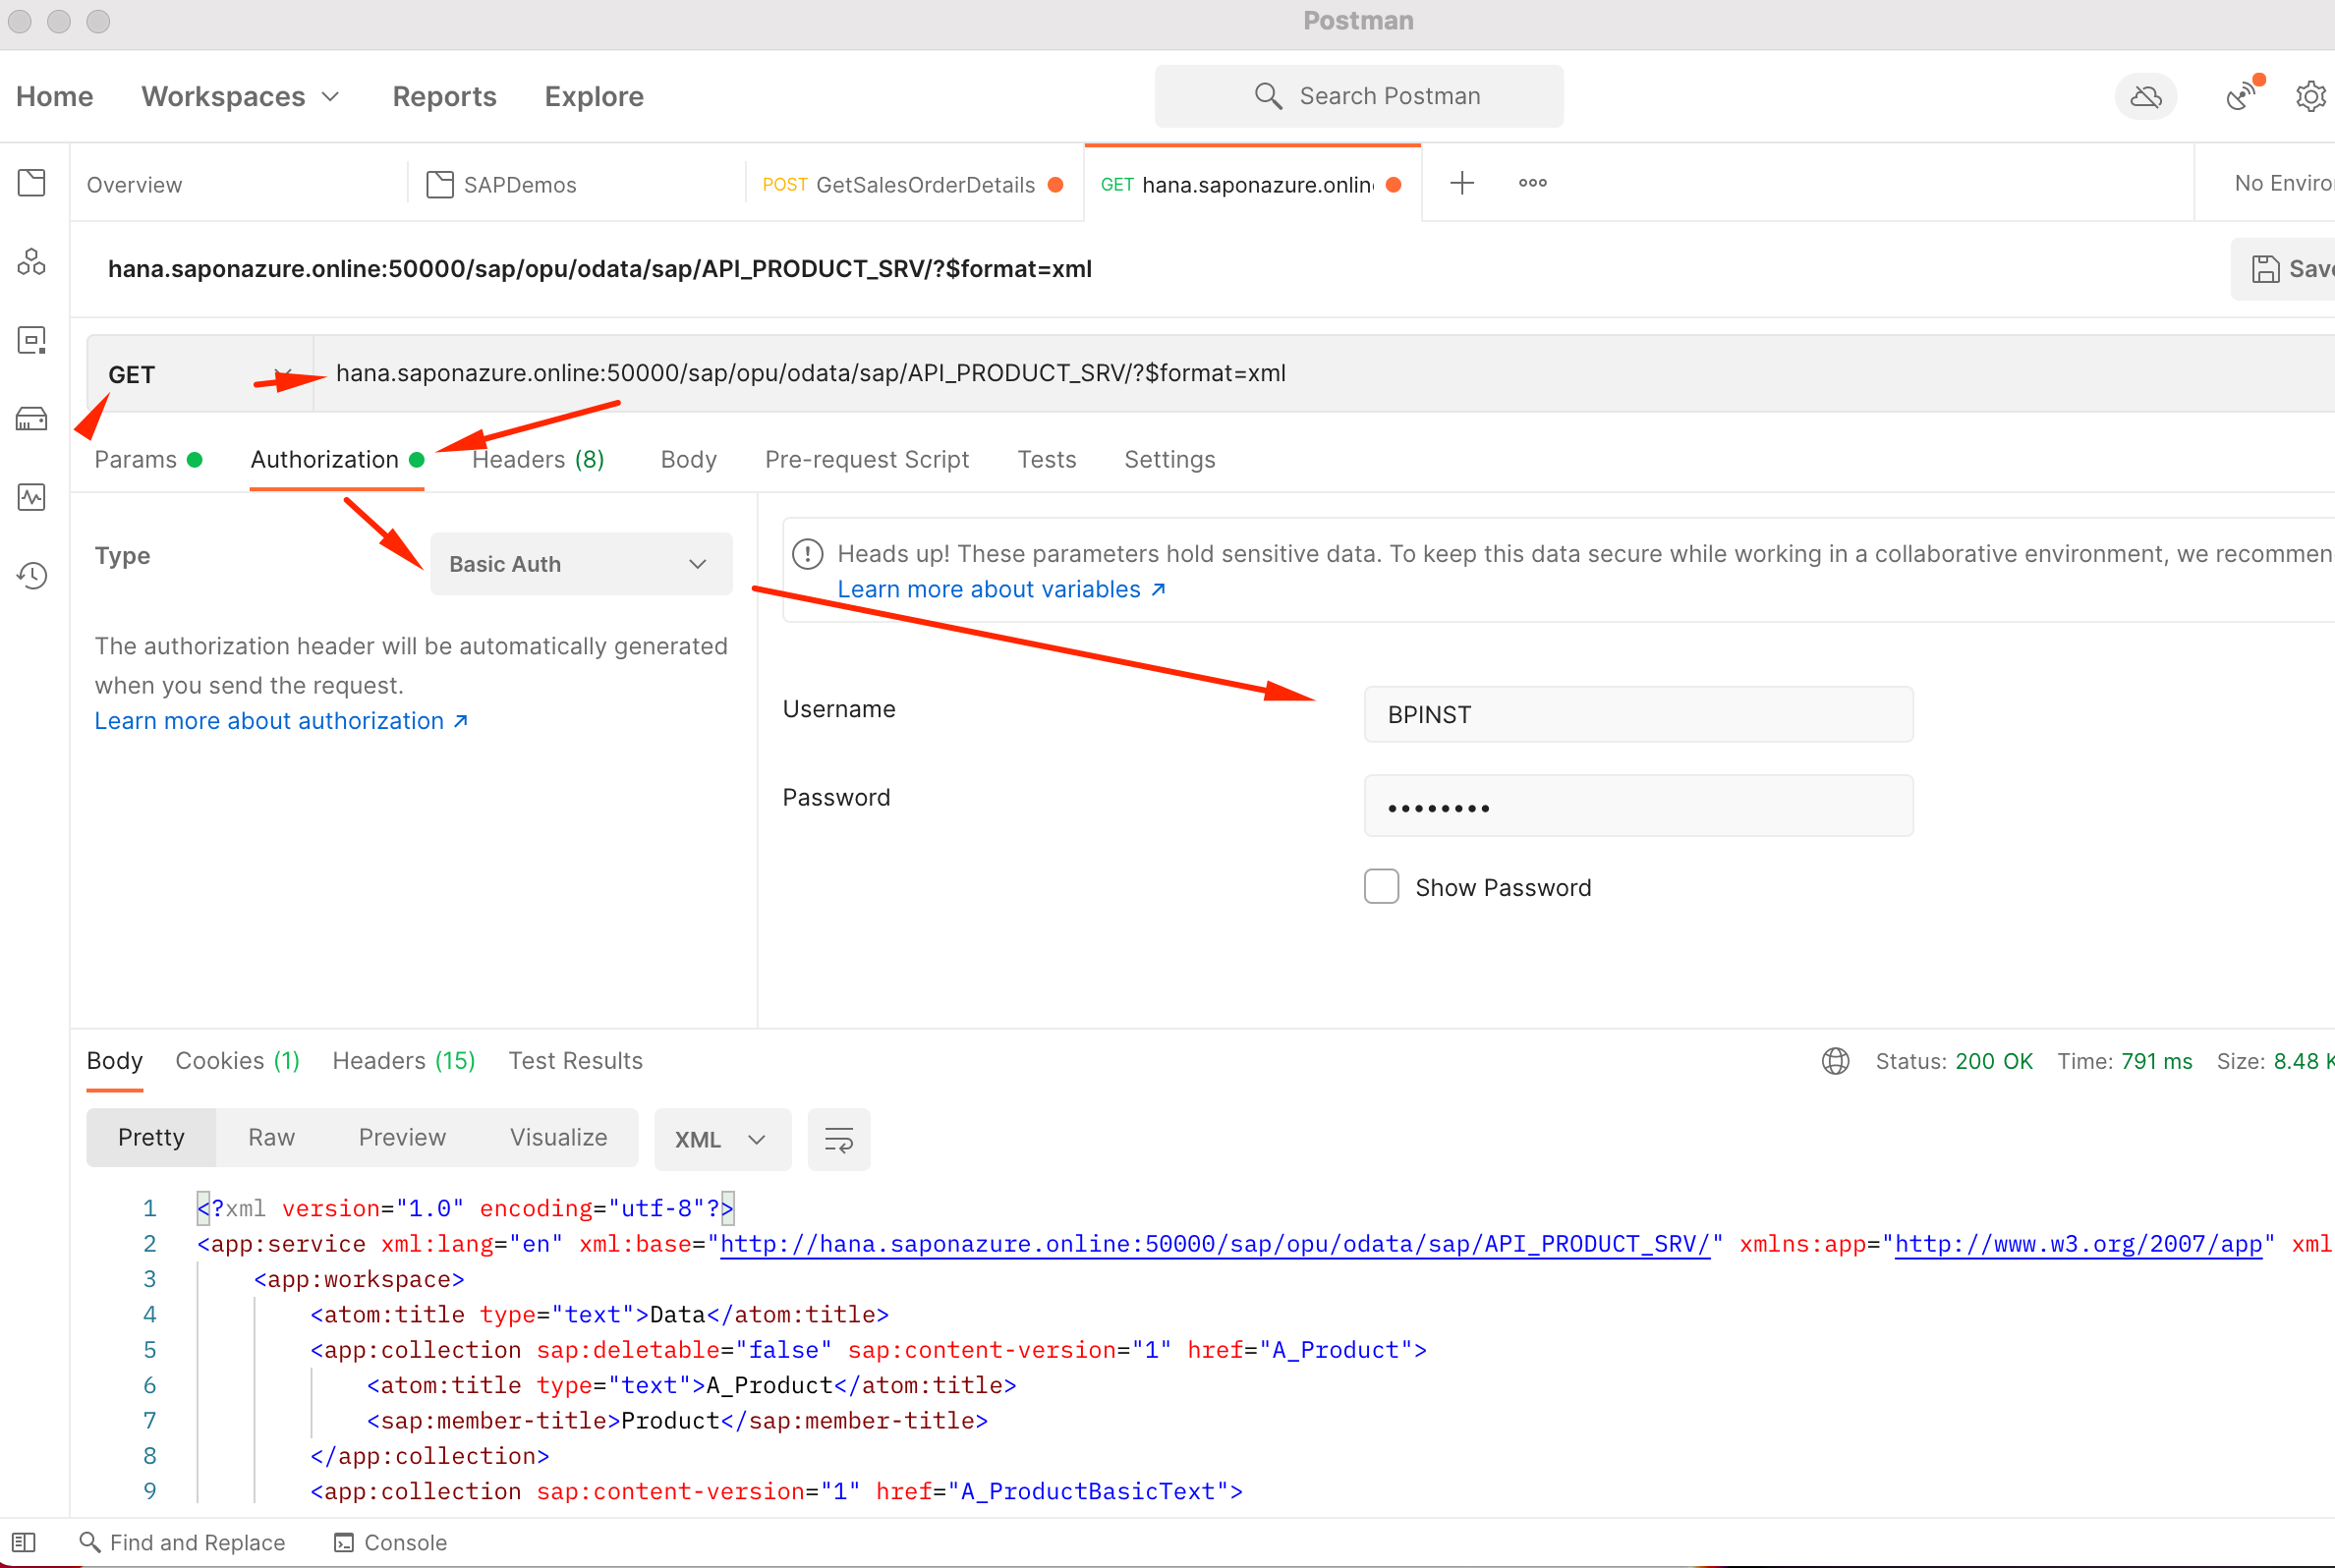 Postman
Home Workspaces Reports Explore Search Postman
Overview SAPDemos POST GetSalesOrderDetails GET hana.saponazure.onlin No Enviro
hana.saponazure.online:50000/sap/opu/odata/sap/API_PRODUCT_SRV/?$format=xml Save
GET hana.saponazure.online:50000/sap/opu/odata/sap/API_PRODUCT_SRV/?$format=xml
Params Authorization Headers (8) Body Pre-request Script Tests Settings
Type Basic Auth
Heads up! These parameters hold sensitive data. To keep this data secure while working in a collaborative environment, we recommen
Learn more about variables ↗
The authorization header will be automatically generated
when you send the request.
Learn more about authorization ↗
Username BPINST
Password ••••••••
Show Password
Body Cookies (1) Headers (15) Test Results Status: 200 OK Time: 791 ms Size: 8.48 K
Pretty Raw Preview Visualize XML
1 <?xml version="1.0" encoding="utf-8"?>
2 <app:service xml:lang="en" xml:base="http://hana.saponazure.online:50000/sap/opu/odata/sap/API_PRODUCT_SRV/" xmlns:app="http://www.w3.org/2007/app" xml
3 <app:workspace>
4 <atom:title type="text">Data</atom:title>
5 <app:collection sap:deletable="false" sap:content-version="1" href="A_Product">
6 <atom:title type="text">A_Product</atom:title>
7 <sap:member-title>Product</sap:member-title>
8 </app:collection>
9 <app:collection sap:content-version="1" href="A_ProductBasicText">
Find and Replace Console